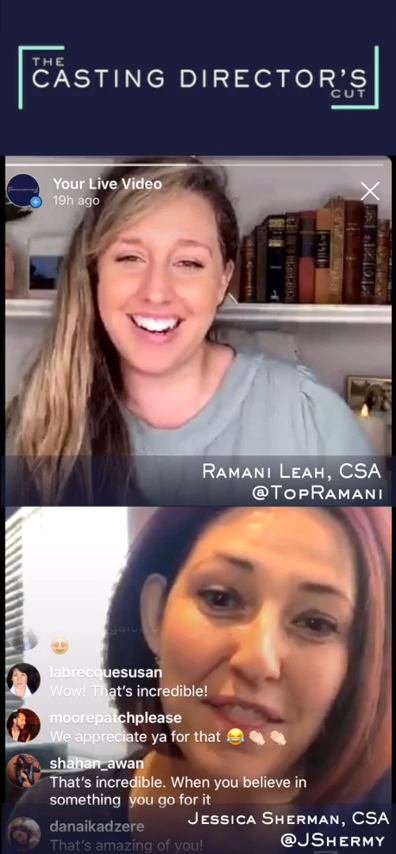 THE
CASTING DIRECTOR'S
CUT
Your Live Video
19h ago
RAMANI LEAH, CSA
@TOPRAMANI
labrecquesusan
Wow! That's incredible!
moorepatchplease
We appreciate ya for that 😂👏🏻👏🏻
shahan_awan
That's incredible. When you believe in
something you go for it
JESSICA SHERMAN, CSA
@JSHERMY
danaikadzere
That's amazing of you!